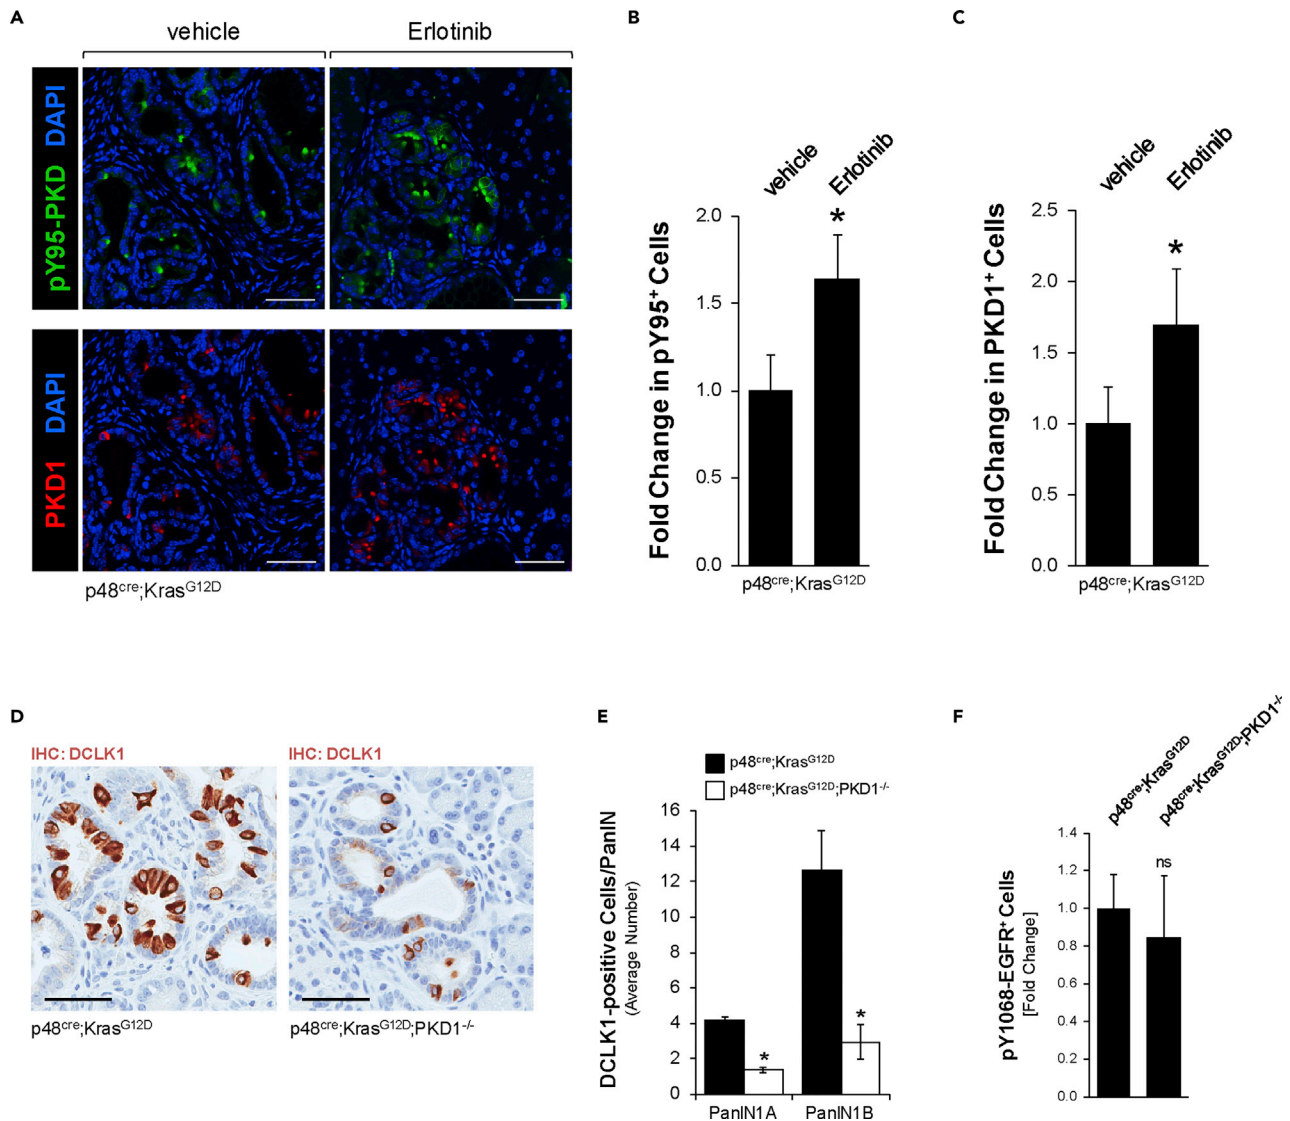 A
vehicle
Erlotinib
pY95-PKD DAPI
PKD1 DAPI
p48cre;KrasG12D
B
vehicle
Erlotinib
*
Fold Change in pY95+ Cells
2.0
1.5
1.0
0.5
0.0
p48cre;KrasG12D
C
vehicle
Erlotinib
*
Fold Change in PKD1+ Cells
2.5
2.0
1.5
1.0
0.5
0.0
p48cre;KrasG12D
D
IHC: DCLK1
IHC: DCLK1
p48cre;KrasG12D
p48cre;KrasG12D;PKD1-/-
E
p48cre;KrasG12D
p48cre;KrasG12D;PKD1-/-
DCLK1-positive Cells/PanIN
(Average Number)
16
14
12
10
8
6
4
2
0
*
*
PanIN1A
PanIN1B
F
p48cre;KrasG12D
p48cre;KrasG12D;PKD1-/-
ns
pY1068-EGFR+ Cells
[Fold Change]
1.4
1.2
1.0
0.8
0.6
0.4
0.2
0.0